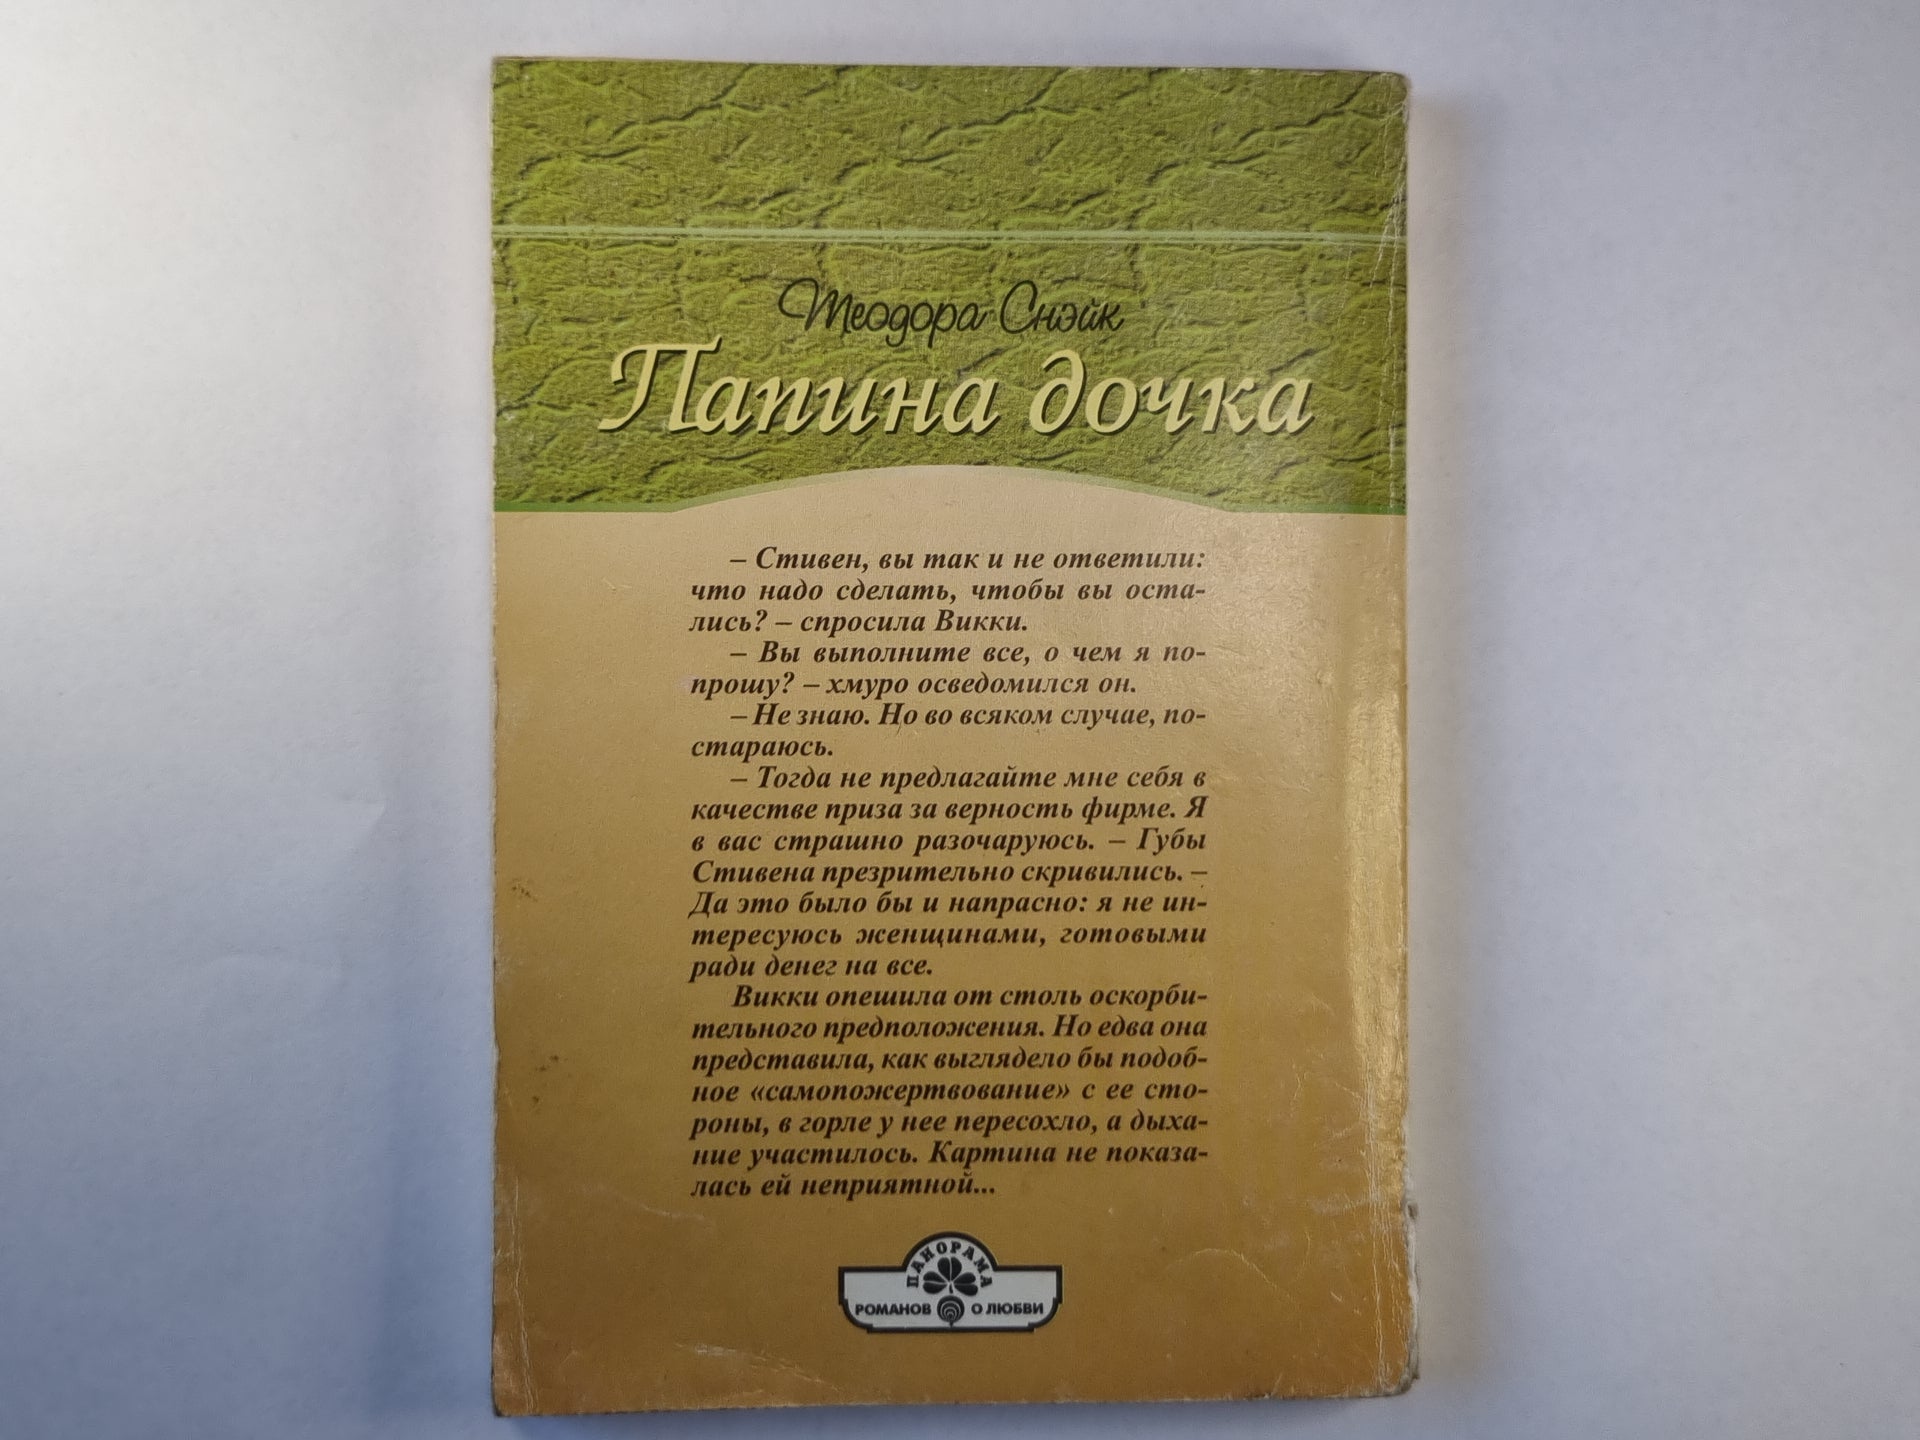 Теодора Снэйк
Папина дочка
– Стивен, вы так и не ответили:
что надо сделать, чтобы вы оста-
лись? – спросила Викки.
– Вы выполните все, о чем я по-
прошу? – хмуро осведомился он.
– Не знаю. Но во всяком случае, по-
стараюсь.
– Тогда не предлагайте мне себя в
качестве приза за верность фирме. Я
в вас страшно разочаруюсь. – Губы
Стивена презрительно скривились. –
Да это было бы и напрасно: я не ин-
тересуюсь женщинами, готовыми
ради денег на все.
Викки опешила от столь оскорби-
тельного предположения. Но едва она
представила, как выглядело бы подоб-
ное «самопожертвование» с ее сто-
роны, в горле у нее пересохло, а дыха-
ние участилось. Картина не показа-
лась ей неприятной...
ПАНОРАМА
РОМАНОВ О ЛЮБВИ